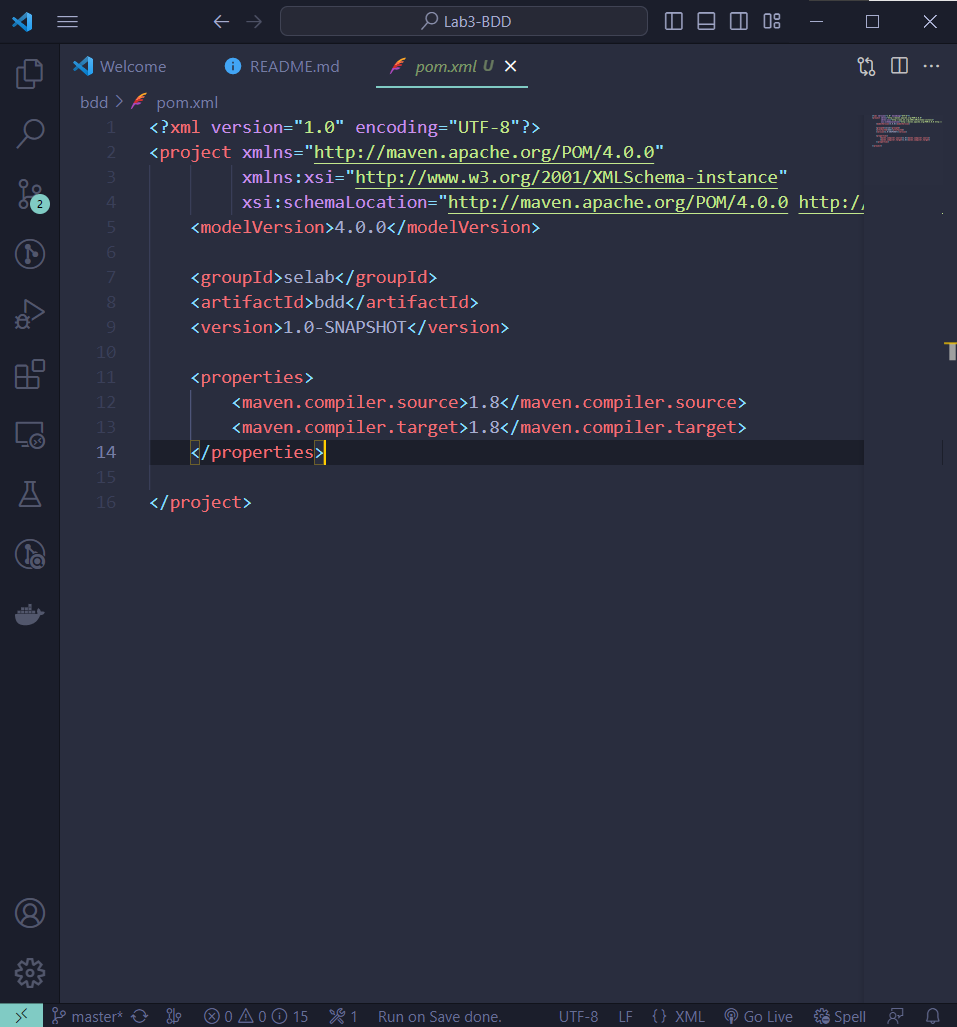 Lab3-BDD
Welcome
README.md
pom.xml U
bdd > pom.xml
1 <?xml version="1.0" encoding="UTF-8"?>
2 <project xmlns="http://maven.apache.org/POM/4.0.0"
3 xmlns:xsi="http://www.w3.org/2001/XMLSchema-instance"
4 xsi:schemaLocation="http://maven.apache.org/POM/4.0.0 http:/
5 <modelVersion>4.0.0</modelVersion>
6
7 <groupId>selab</groupId>
8 <artifactId>bdd</artifactId>
9 <version>1.0-SNAPSHOT</version>
10
11 <properties>
12 <maven.compiler.source>1.8</maven.compiler.source>
13 <maven.compiler.target>1.8</maven.compiler.target>
14 </properties>
15
16 </project>
2
master* 0 0 15 1 Run on Save done. UTF-8 LF {} XML Go Live Spell